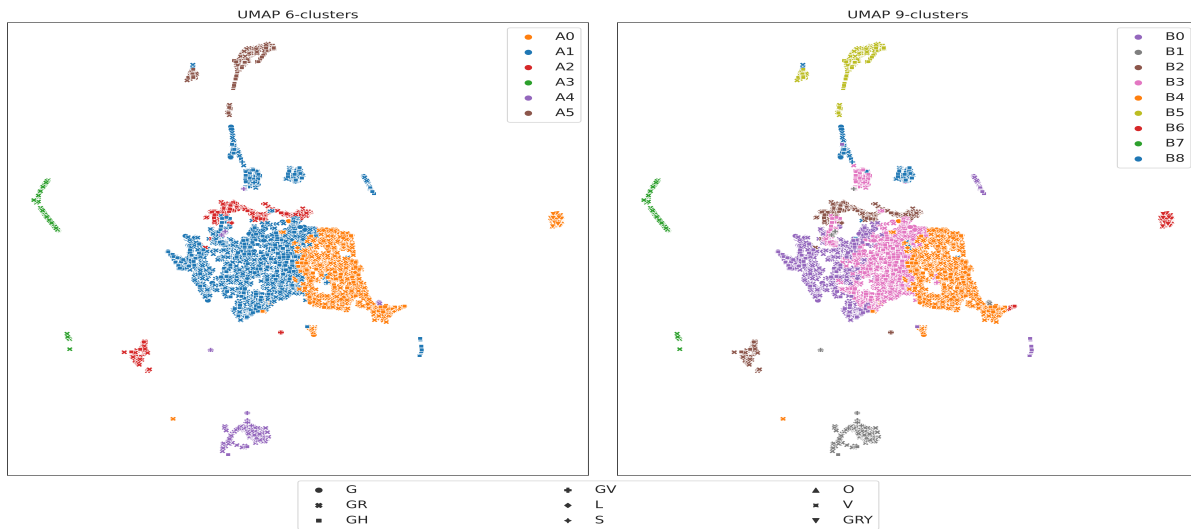 UMAP 6-clusters
A0
A1
A2
A3
A4
A5
UMAP 9-clusters
B0
B1
B2
B3
B4
B5
B6
B7
B8
G
GR
GH
GV
L
S
O
V
GRY